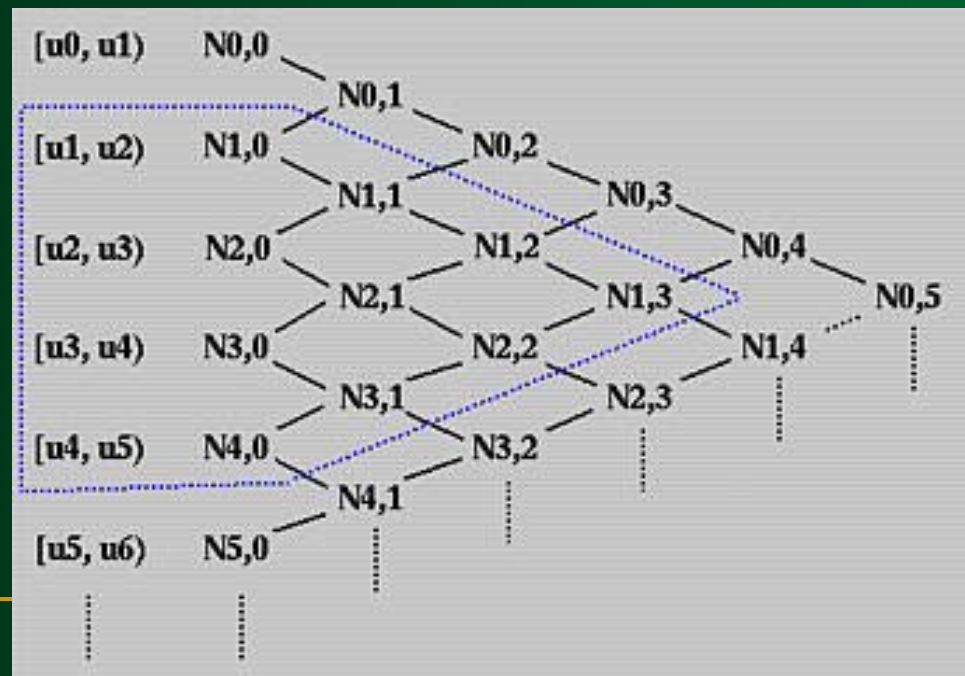 [u0, u1) N0,0
N0,1
[u1, u2) N1,0 N0,2
N1,1 N0,3
[u2, u3) N2,0 N1,2 N0,4
N2,1 N1,3 N0,5
[u3, u4) N3,0 N2,2 N1,4
N3,1 N2,3
[u4, u5) N4,0 N3,2
N4,1
[u5, u6) N5,0